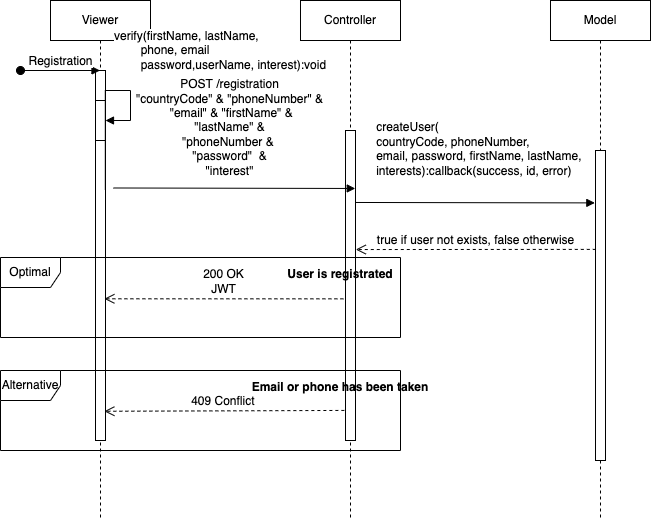 Viewer
Controller
Model
verify(firstName, lastName,
phone, email
password,userName, interest):void
Registration
POST /registration
"countryCode" & "phoneNumber" &
"email" & "firstName" &
"lastName" &
"phoneNumber &
"password"  &
"interest"
createUser(
countryCode, phoneNumber,
email, password, firstName, lastName,
interests):callback(success, id, error)
true if user not exists, false otherwise
Optimal
200 OK
User is registrated
JWT
Alternative
Email or phone has been taken
409 Conflict